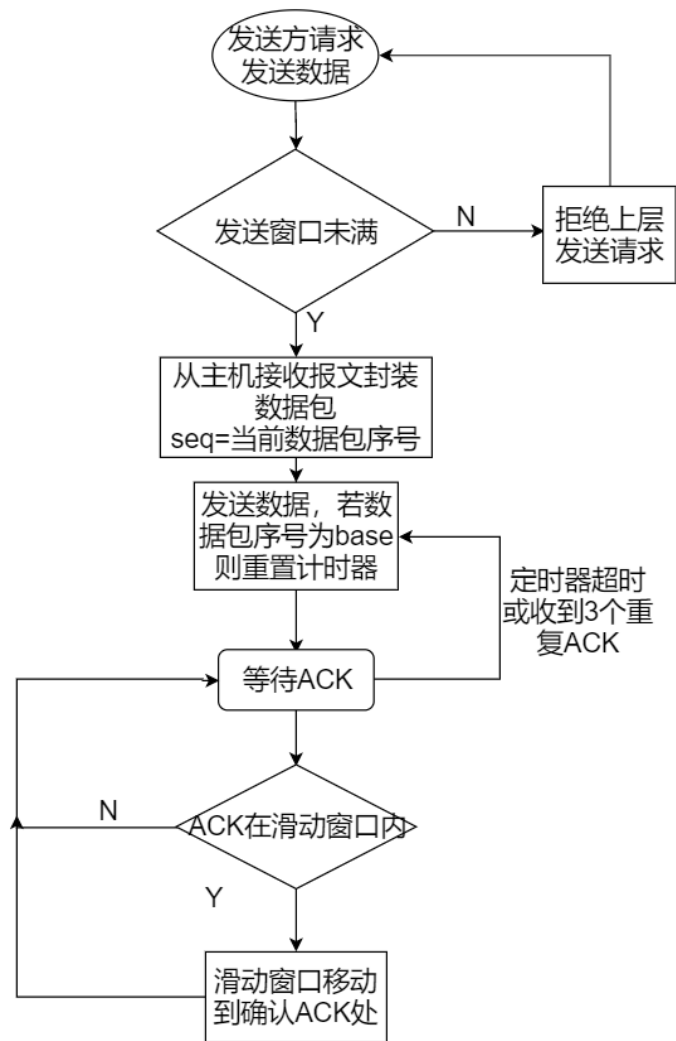 发送方请求
发送数据
发送窗口未满
N
拒绝上层
发送请求
Y
从主机接收报文封装
数据包
seq=当前数据包序号
发送数据，若数
据包序号为base
则重置计时器
定时器超时
或收到3个重
复ACK
等待ACK
N
ACK在滑动窗口内
Y
滑动窗口移动
到确认ACK处